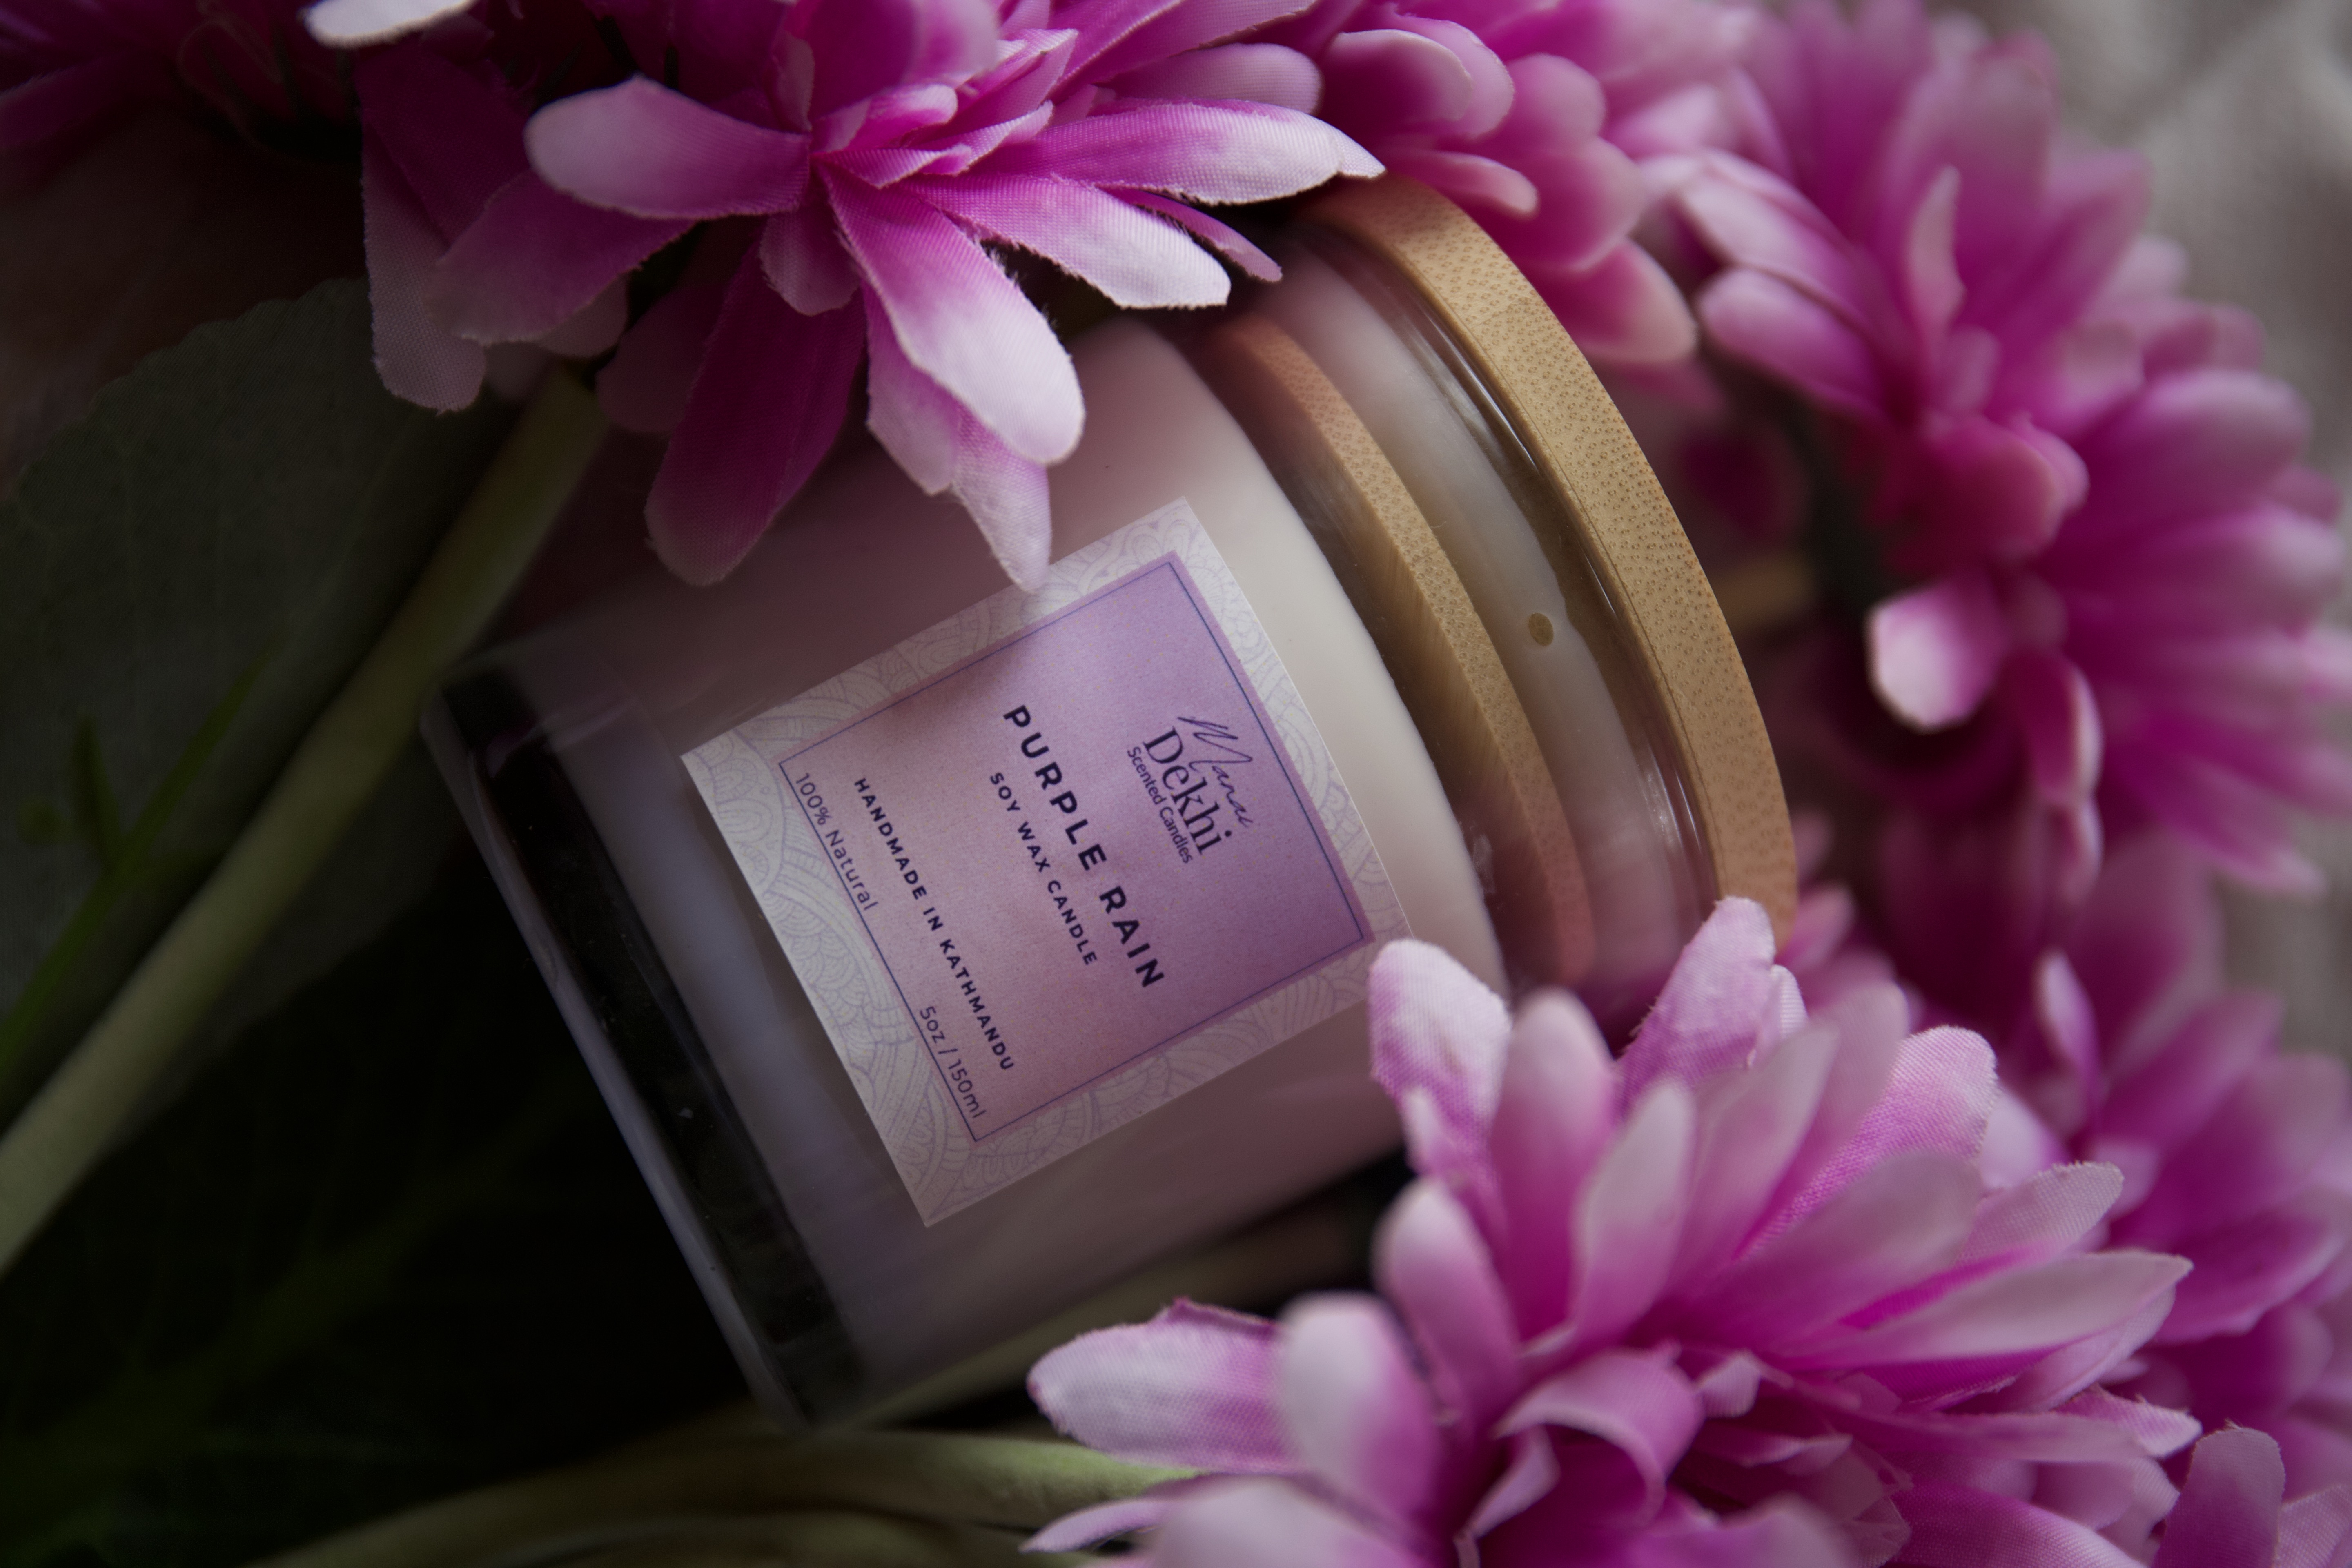 Manai
Dekhi
Scented Candles
PURPLE RAIN
SOY WAX CANDLE
HANDMADE IN KATHMANDU
100% Natural
5oz / 150ml